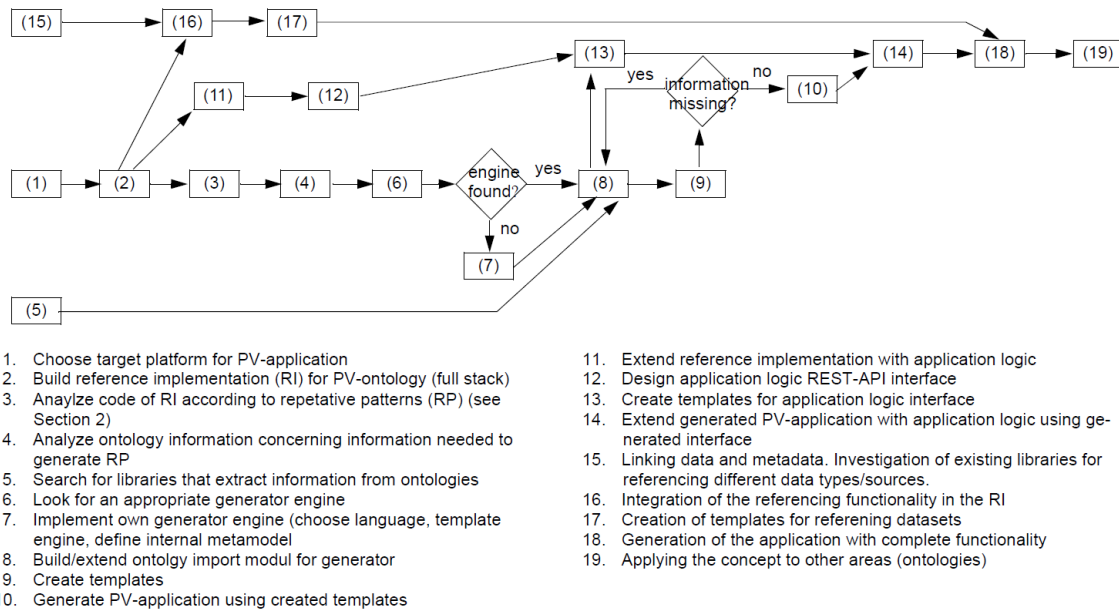 (15)
(16)
(17)
(13)
(14)
(18)
(19)
yes
information
missing?
no
(10)
(11)
(12)
(1)
(2)
(3)
(4)
(6)
engine
found?
yes
(8)
(9)
no
(7)
(5)
1. Choose target platform for PV-application
2. Build reference implementation (RI) for PV-ontology (full stack)
3. Anaylze code of RI according to repetative patterns (RP) (see
Section 2)
4. Analyze ontology information concerning information needed to
generate RP
5. Search for libraries that extract information from ontologies
6. Look for an appropriate generator engine
7. Implement own generator engine (choose language, template
engine, define internal metamodel
8. Build/extend ontolgy import modul for generator
9. Create templates
0. Generate PV-application using created templates
11. Extend reference implementation with application logic
12. Design application logic REST-API interface
13. Create templates for application logic interface
14. Extend generated PV-application with application logic using ge-
nerated interface
15. Linking data and metadata. Investigation of existing libraries for
referencing different data types/sources.
16. Integration of the referencing functionality in the RI
17. Creation of templates for referening datasets
18. Generation of the application with complete functionality
19. Applying the concept to other areas (ontologies)